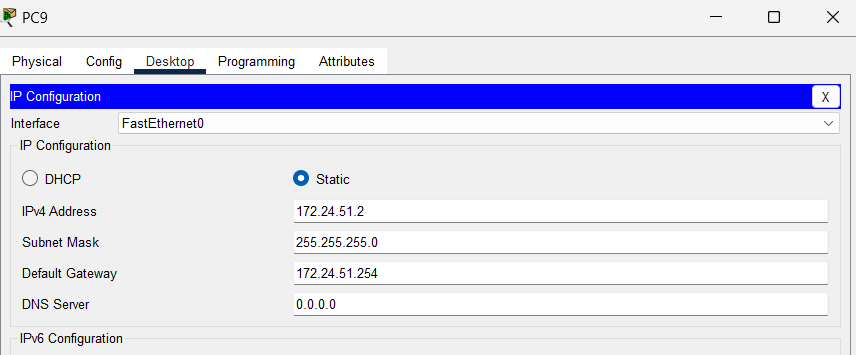 PC9
Physical Config Desktop Programming Attributes
IP Configuration X
Interface FastEthernet0
IP Configuration
DHCP Static
IPv4 Address 172.24.51.2
Subnet Mask 255.255.255.0
Default Gateway 172.24.51.254
DNS Server 0.0.0.0
IPv6 Configuration